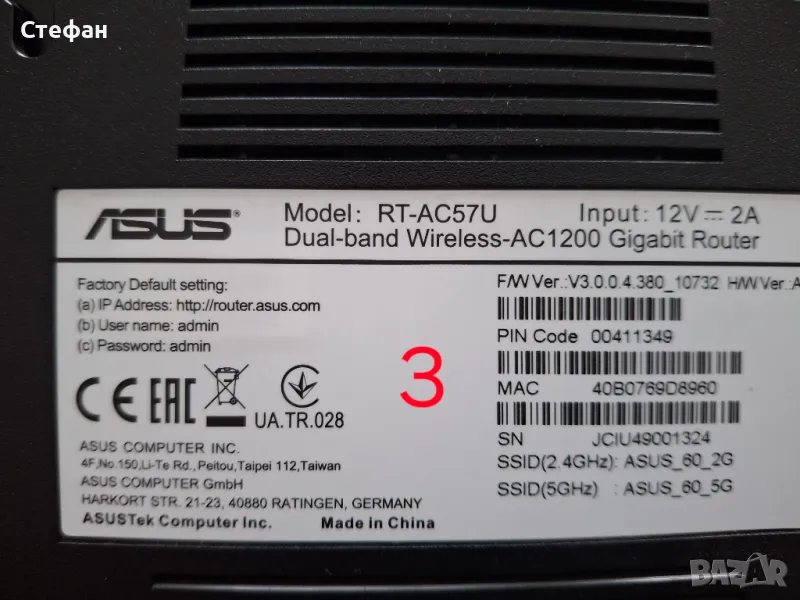 Стефан
ASUS® Model: RT-AC57U Input: 12V⎓2A
Dual-band Wireless-AC1200 Gigabit Router
Factory Default setting:
(a) IP Address: http://router.asus.com
(b) User name: admin
(c) Password: admin
CE EAC
UA.TR.028
ASUS COMPUTER INC.
4F,No.150,Li-Te Rd., Peitou,Taipei 112,Taiwan
ASUS COMPUTER GmbH
HARKORT STR. 21-23, 40880 RATINGEN, GERMANY
ASUSTek Computer Inc. Made in China
3
F/W Ver.:V3.0.0.4.380_10732 H/W Ver.:A
PIN Code 00411349
MAC 40B0769D8960
SN JCIU49001324
SSID(2.4GHz): ASUS_60_2G
SSID(5GHz) : ASUS_60_5G
BAZAR